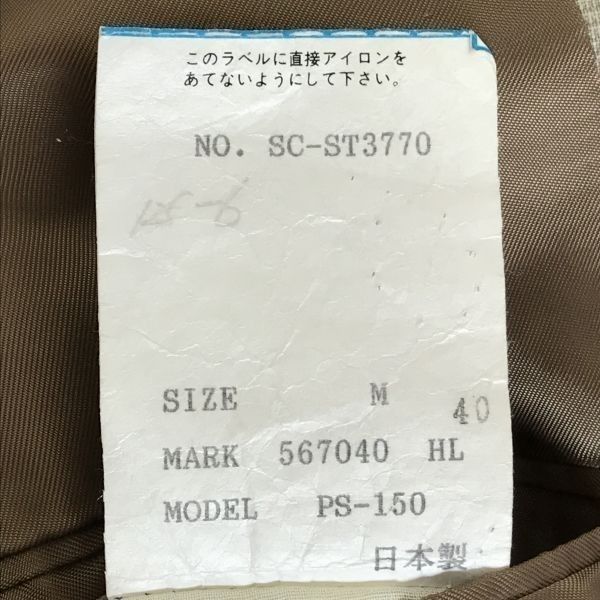 このラベルに直接アイロンを
あてないようにして下さい。
NO. SC-ST3770
SIZE M 40
MARK 567040 HL
MODEL PS-150
日本製